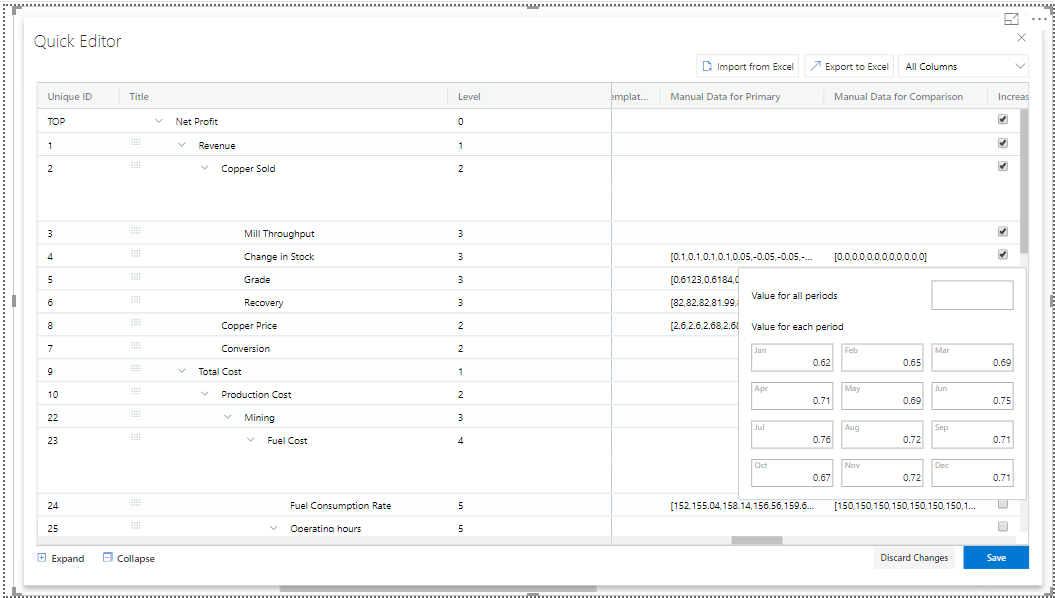 Quick Editor
Import from Excel Export to Excel All Columns
Unique ID Title Level emplat... Manual Data for Primary Manual Data for Comparison Increas
TOP Net Profit 0
1 Revenue 1
2 Copper Sold 2
3 Mill Throughput 3
4 Change in Stock 3 [0.1,0.1,0.1,0.1,0.05,-0.05,-0.05,-... [0,0,0,0,0,0,0,0,0,0,0,0]
5 Grade 3 [0.6123,0.6184,0
6 Recovery 3 [82,82.82,81.99,
8 Copper Price 2 [2.6,2.6,2.68,2.68
7 Conversion 2
9 Total Cost 1
10 Production Cost 2
22 Mining 3
23 Fuel Cost 4
24 Fuel Consumption Rate 5 [152,155.04,158.14,156.56,159.6... [150,150,150,150,150,150,150,1...
25 Operating hours 5
Value for all periods
Value for each period
Jan 0.62 Feb 0.65 Mar 0.69
Apr 0.71 May 0.69 Jun 0.75
Jul 0.76 Aug 0.72 Sep 0.71
Oct 0.67 Nov 0.72 Dec 0.71
Expand Collapse Discard Changes Save